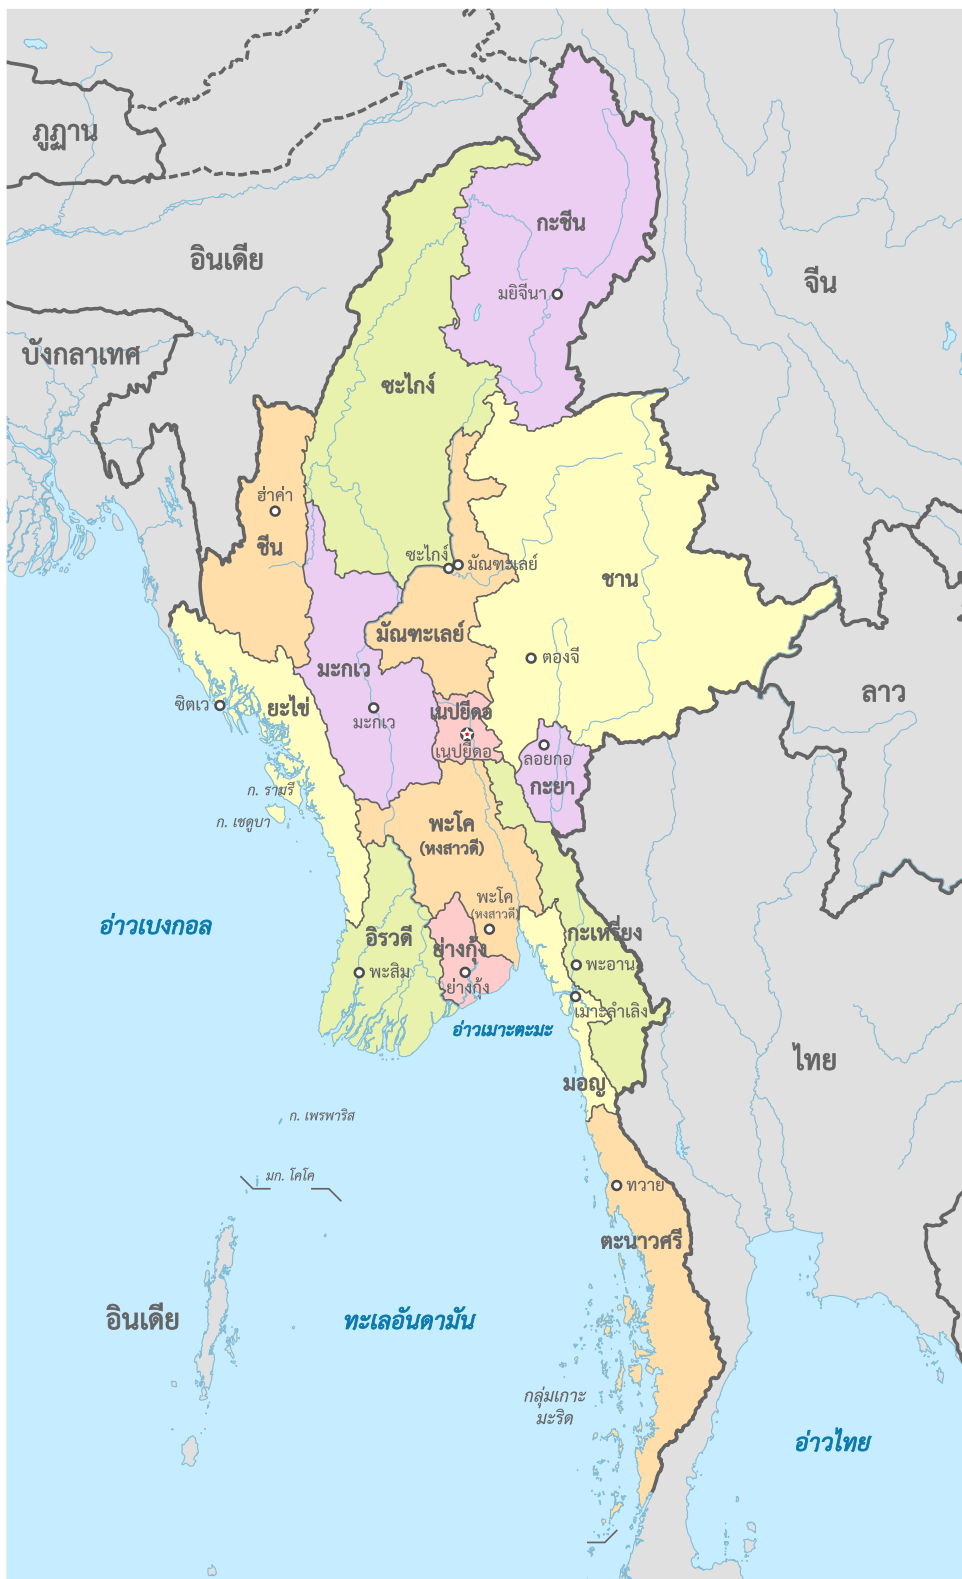 ภูฏาน
กะชีน
อินเดีย
จีน
มยิจีนา
บังกลาเทศ
ซะไกง์
ฮ่าค่า
ชีน
ซะไกง์
มัณฑะเลย์
ชาน
มัณฑะเลย์
ตองจี
มะกเว
ลาว
ซิตเว
ยะไข่
มะกเว
เนปยีดอ
เนปยีดอ
ลอยกอ
กะยา
ก. รามรี
ก. เชดูบา
พะโค
(หงสาวดี)
พะโค
(หงสาวดี)
อ่าวเบงกอล
อิรวดี
ย่างกุ้ง
กะเหรี่ยง
พะสิม
พะอาน
ย่างกุ้ง
เมาะลำเลิง
อ่าวเมาะตะมะ
ไทย
มอญ
ก. เพรพาริส
มก. โคโค
ทวาย
ตะนาวศรี
อินเดีย
ทะเลอันดามัน
กลุ่มเกาะ
มะริด
อ่าวไทย